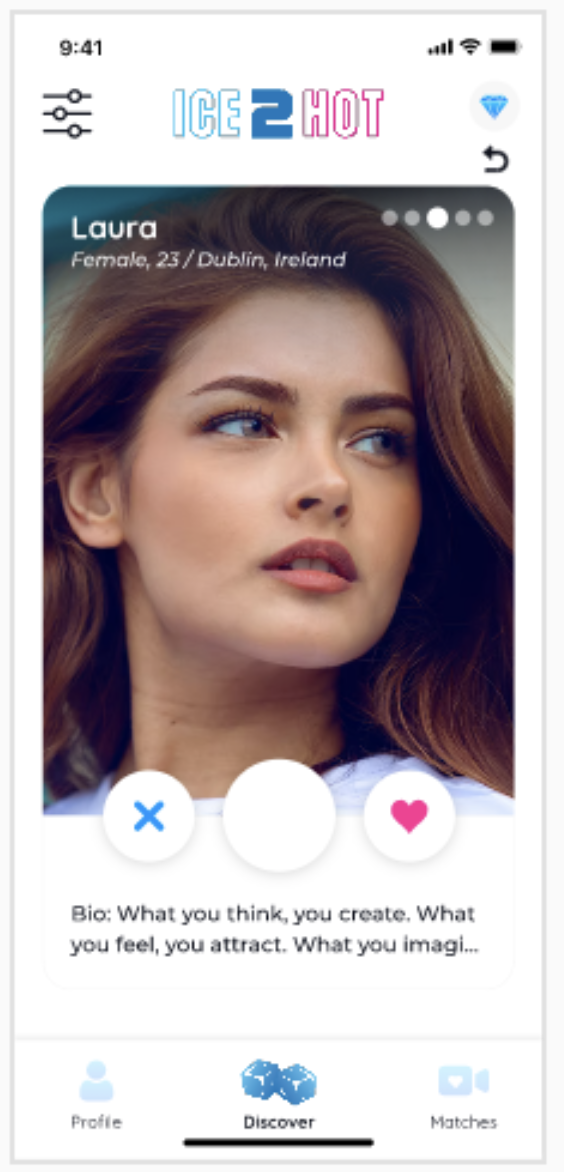 9:41
ICE 2 HOT
Laura
Female, 23 / Dublin, Ireland
Bio: What you think, you create. What
you feel, you attract. What you imagi...
Profile
Discover
Matches